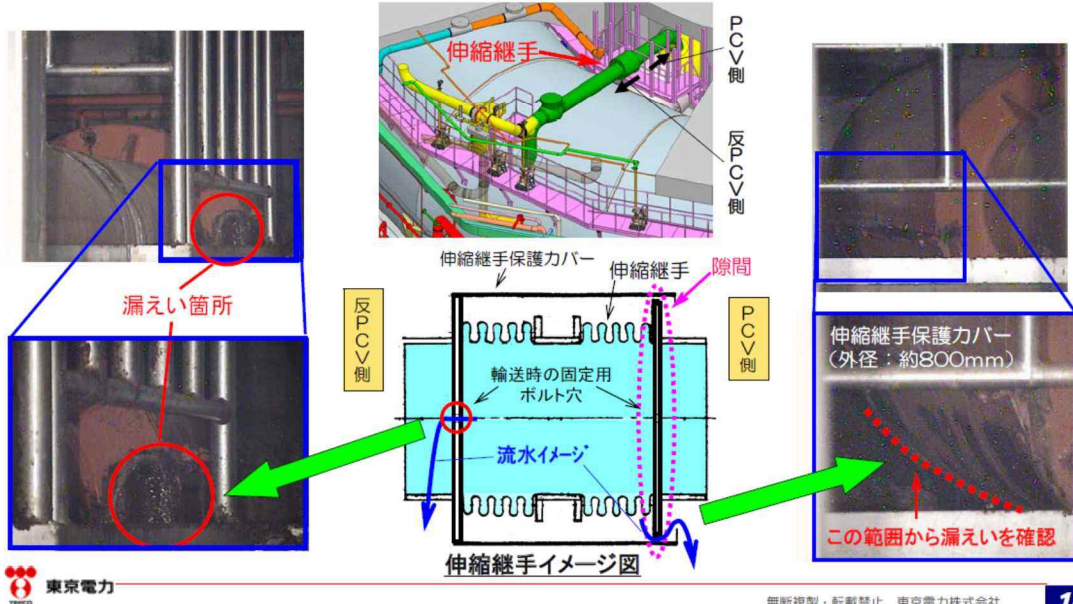 伸縮継手
PCV側
反PCV側
漏えい箇所
伸縮継手保護カバー
伸縮継手
隙間
反PCV側
PCV側
輸送時の固定用
ボルト穴
流水イメージ
伸縮継手イメージ図
伸縮継手保護カバー
(外径：約800mm)
この範囲から漏えいを確認
東京電力
無断複製・転載禁止 東京電力株式会社
1